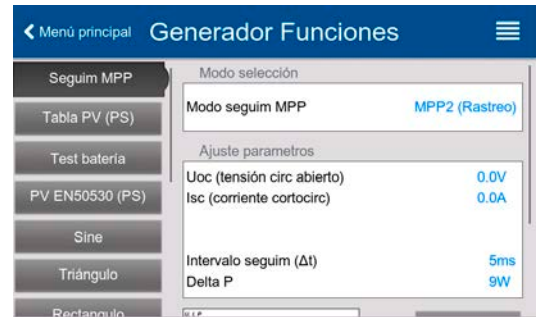 Menú principal Generador Funciones
Seguim MPP
Tabla PV (PS)
Test batería
PV EN50530 (PS)
Sine
Triángulo
Rectangulo
Modo selección
Modo seguim MPP MPP2 (Rastreo)
Ajuste parametros
Uoc (tensión circ abierto) 0.0V
Isc (corriente cortocirc) 0.0A
Intervalo seguim (Δt) 5ms
Delta P 9W